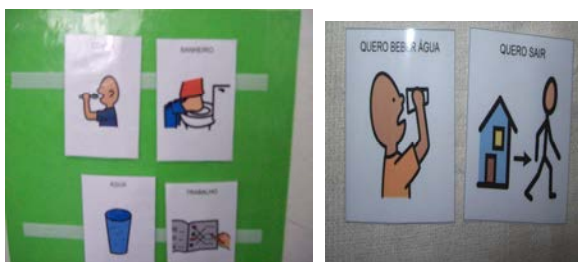 BANHEIRO
ÁGUA
TRABALHO
QUERO BEBER ÁGUA
QUERO SAIR